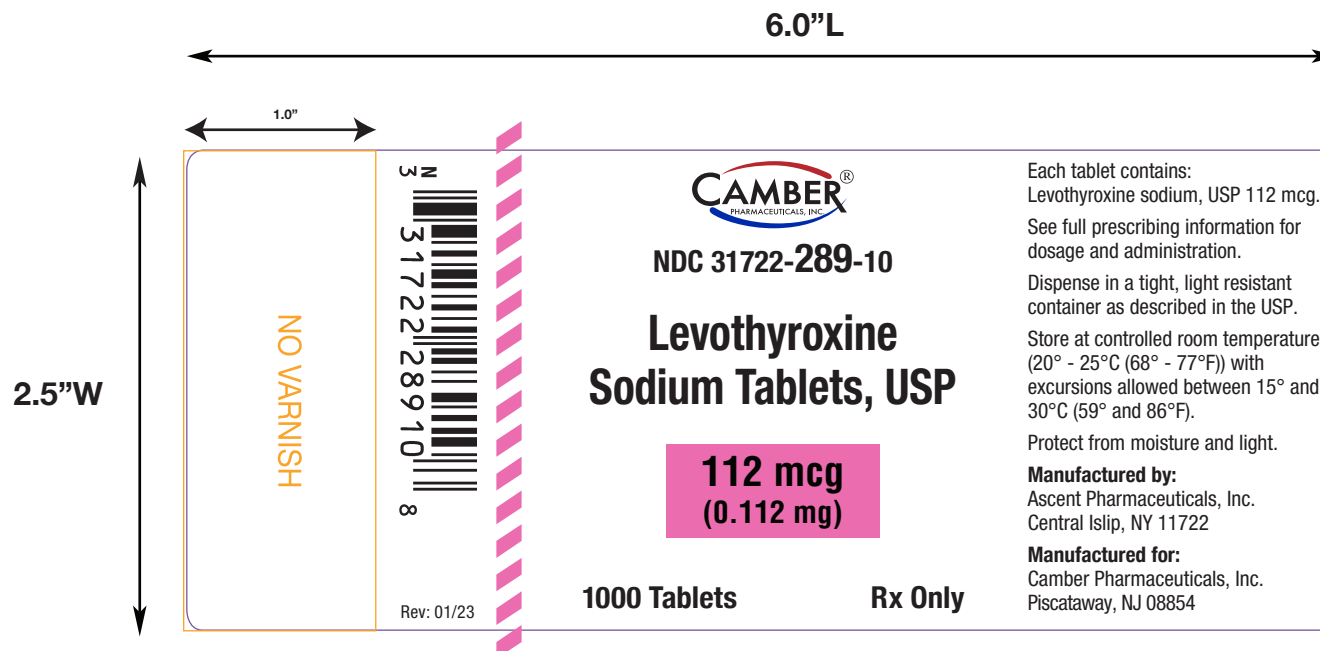 6.0”L
1.0”
2.5”W
NO VARNISH
N
3
31722 28910
8
Rev: 01/23
CAMBER®
PHARMACEUTICALS, INC.
NDC 31722-289-10
Levothyroxine
Sodium Tablets, USP
112 mcg
(0.112 mg)
1000 Tablets
Rx Only
Each tablet contains:
Levothyroxine sodium, USP 112 mcg.
See full prescribing information for
dosage and administration.
Dispense in a tight, light resistant
container as described in the USP.
Store at controlled room temperature
(20° - 25°C (68° - 77°F)) with
excursions allowed between 15° and
30°C (59° and 86°F).
Protect from moisture and light.
Manufactured by:
Ascent Pharmaceuticals, Inc.
Central Islip, NY 11722
Manufactured for:
Camber Pharmaceuticals, Inc.
Piscataway, NJ 08854